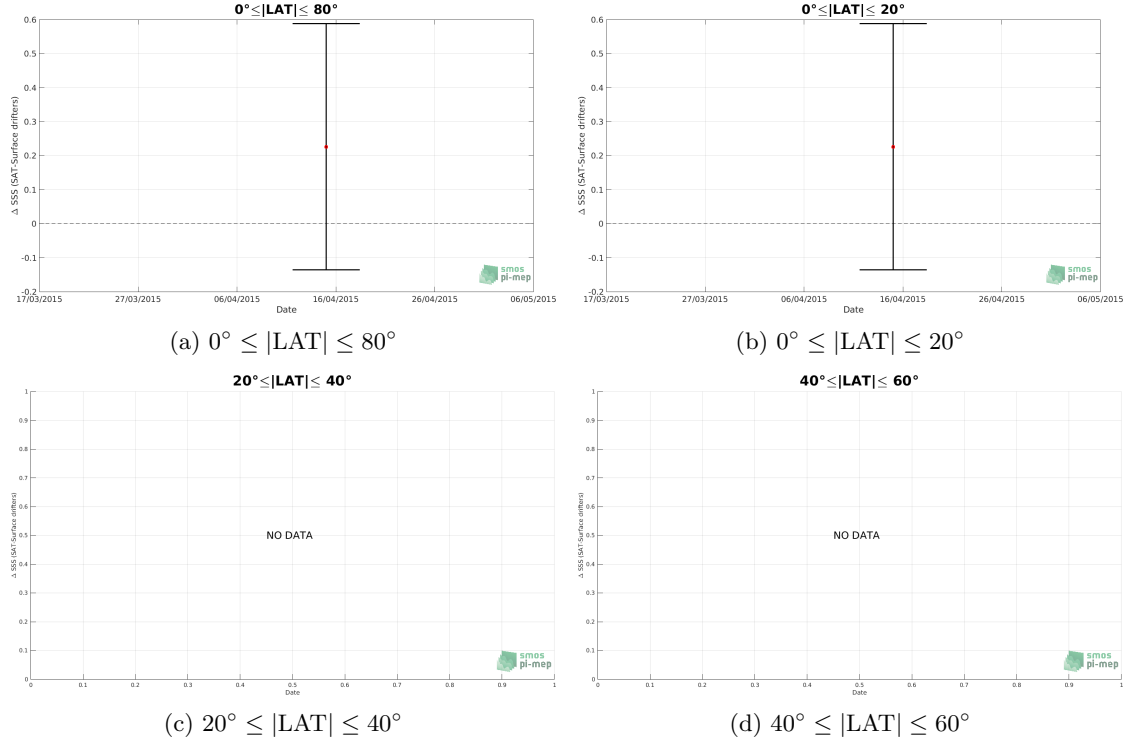 0°≤|LAT|≤ 80°
Δ SSS (SAT-Surface drifters)
0.6
0.5
0.4
0.3
0.2
0.1
0
-0.1
-0.2
17/03/2015 27/03/2015 6/04/2015 16/04/2015 26/04/2015 06/05/2015
Date
smos
pi-mep
(a) 0° ≤ |LAT| ≤ 80°
0°≤|LAT|≤ 20°
Δ SSS (SAT-Surface drifters)
0.6
0.5
0.4
0.3
0.2
0.1
0
-0.1
-0.2
17/03/2015 27/03/2015 06/04/2015 16/04/2015 26/04/2015 06/05/2015
Date
smos
pi-mep
(b) 0° ≤ |LAT| ≤ 20°
20°≤|LAT|≤ 40°
Δ SSS (SAT-Surface drifters)
1
0.9
0.8
0.7
0.6
0.5
0.4
0.3
0.2
0.1
0
NO DATA
0 0.1 0.2 0.3 0.4 0.5 0.6 0.7 0.8 0.9 1
Date
smos
pi-mep
(c) 20° ≤ |LAT| ≤ 40°
40°≤|LAT|≤ 60°
Δ SSS (SAT-Surface drifters)
1
0.9
0.8
0.7
0.6
0.5
0.4
0.3
0.2
0.1
0
NO DATA
0 0.1 0.2 0.3 0.4 0.5 0.6 0.7 0.8 0.9 1
Date
smos
pi-mep
(d) 40° ≤ |LAT| ≤ 60°